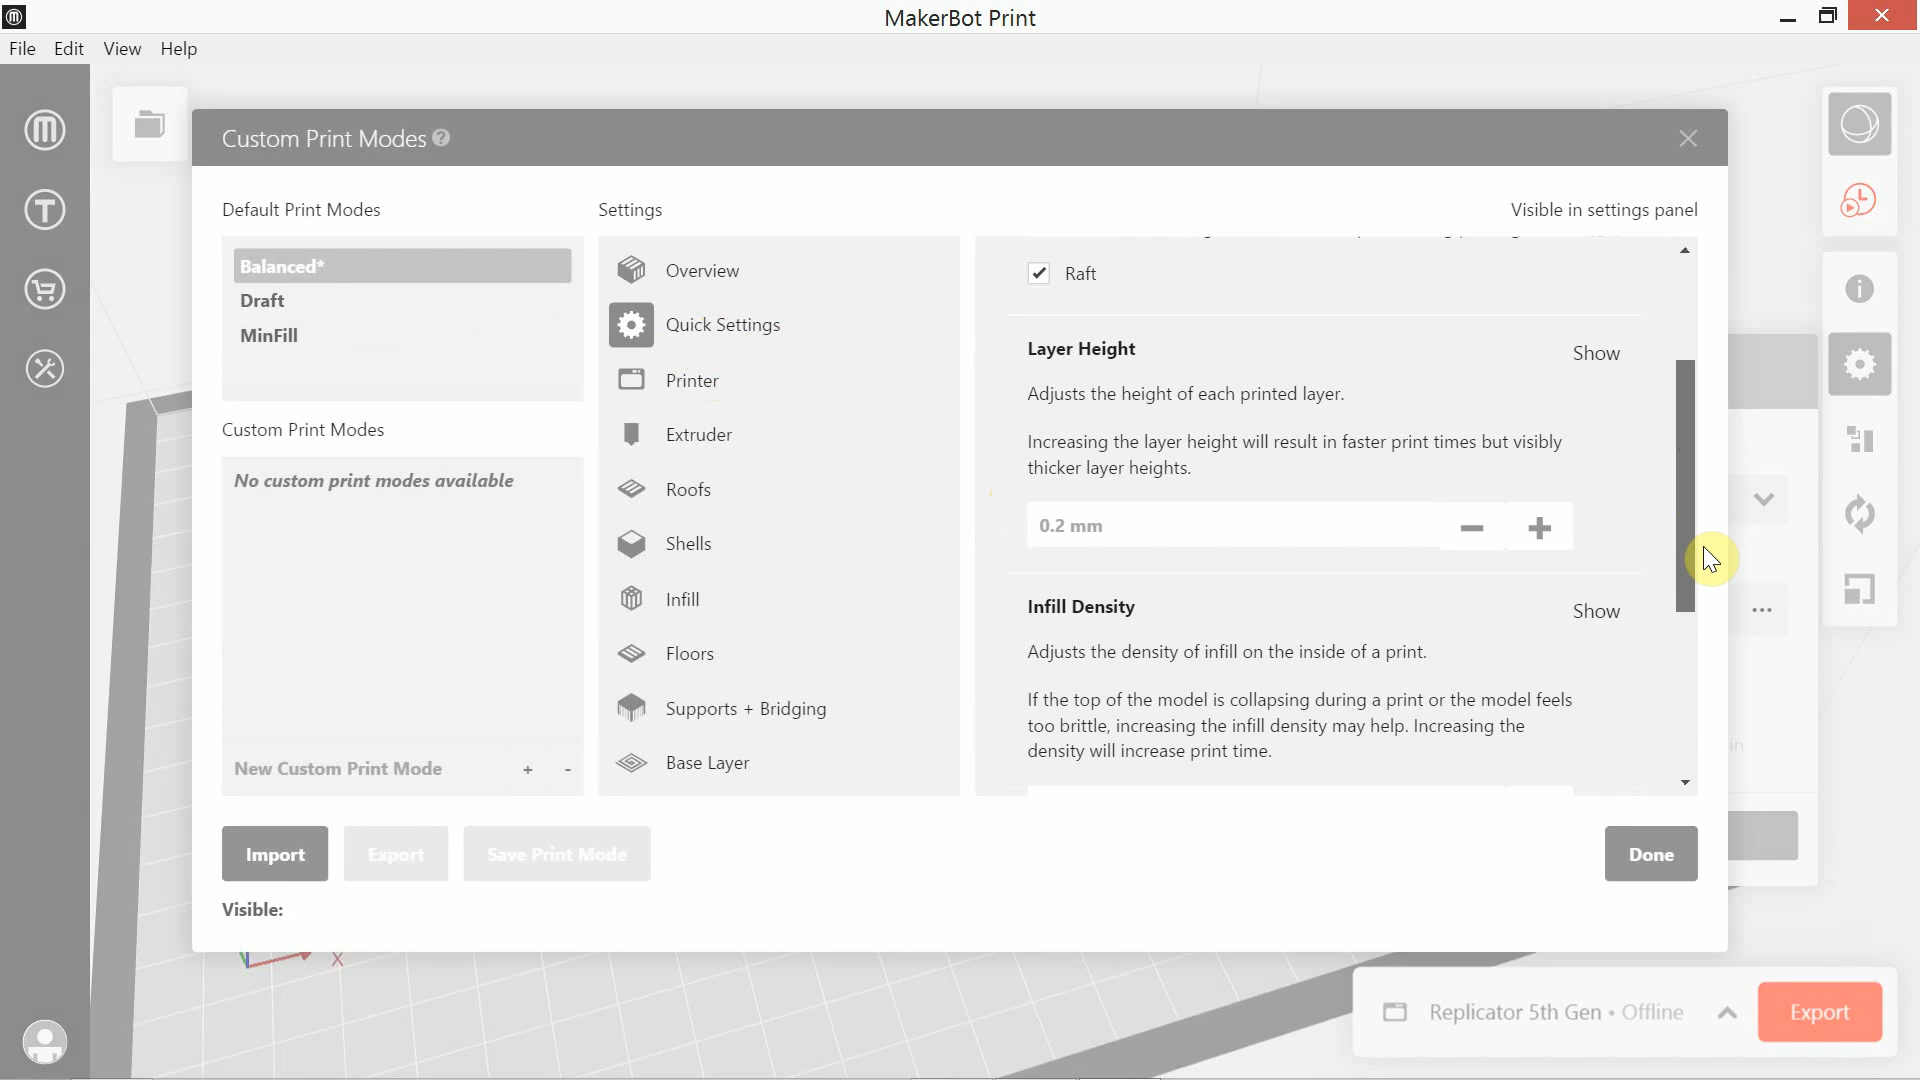 MakerBot Print
File Edit View Help
Custom Print Modes ?
Default Print Modes
Settings
Visible in settings panel
Balanced*
Draft
MinFill
Custom Print Modes
No custom print modes available
New Custom Print Mode + -
Overview
Quick Settings
Printer
Extruder
Roofs
Shells
Infill
Floors
Supports + Bridging
Base Layer
Raft
Layer Height
Show
Adjusts the height of each printed layer.
Increasing the layer height will result in faster print times but visibly
thicker layer heights.
0.2 mm
Infill Density
Show
Adjusts the density of infill on the inside of a print.
If the top of the model is collapsing during a print or the model feels
too brittle, increasing the infill density may help. Increasing the
density will increase print time.
Import
Export
Save Print Mode
Done
Visible:
X
Replicator 5th Gen • Offline
Export